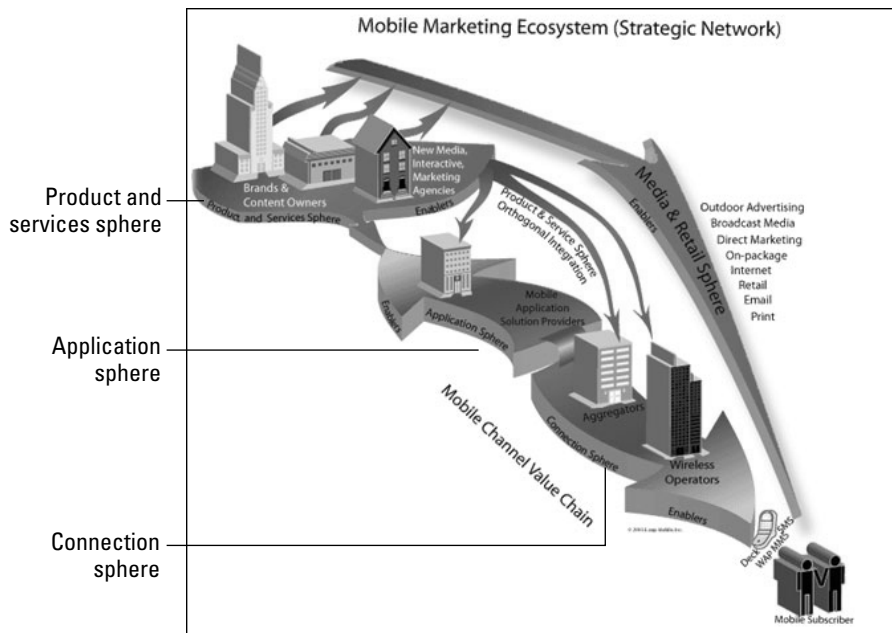 Mobile Marketing Ecosystem (Strategic Network)
Brands &
Content Owners
New Media,
Interactive,
Marketing
Agencies
Product and Services Sphere
Enablers
Product and
services sphere
Product & Service Sphere
Orthogonal Integration
Enablers
Media & Retail Sphere
Outdoor Advertising
Broadcast Media
Direct Marketing
On-package
Internet
Retail
Email
Print
Mobile
Application
Solution Providers
Enablers
Application Sphere
Application
sphere
Aggregators
Connection Sphere
Wireless
Operators
Enablers
Mobile Channel Value Chain
Connection
sphere
Deck
WAP MMS
SMS
Mobile Subscriber